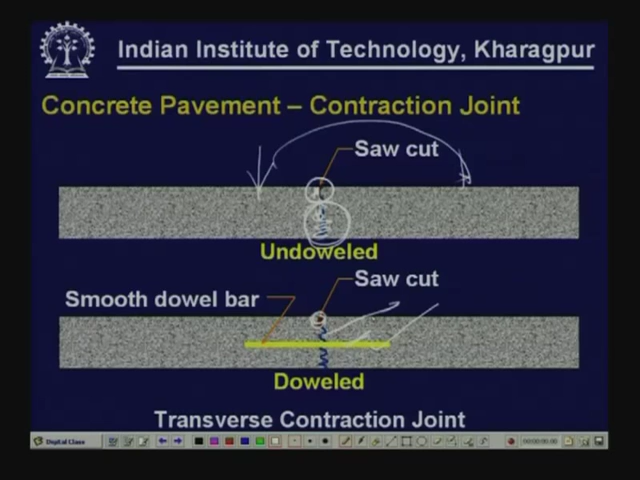 Indian Institute of Technology, Kharagpur
Concrete Pavement – Contraction Joint
Saw cut
Undoweled
Saw cut
Smooth dowel bar
Doweled
Transverse Contraction Joint
Digital Class